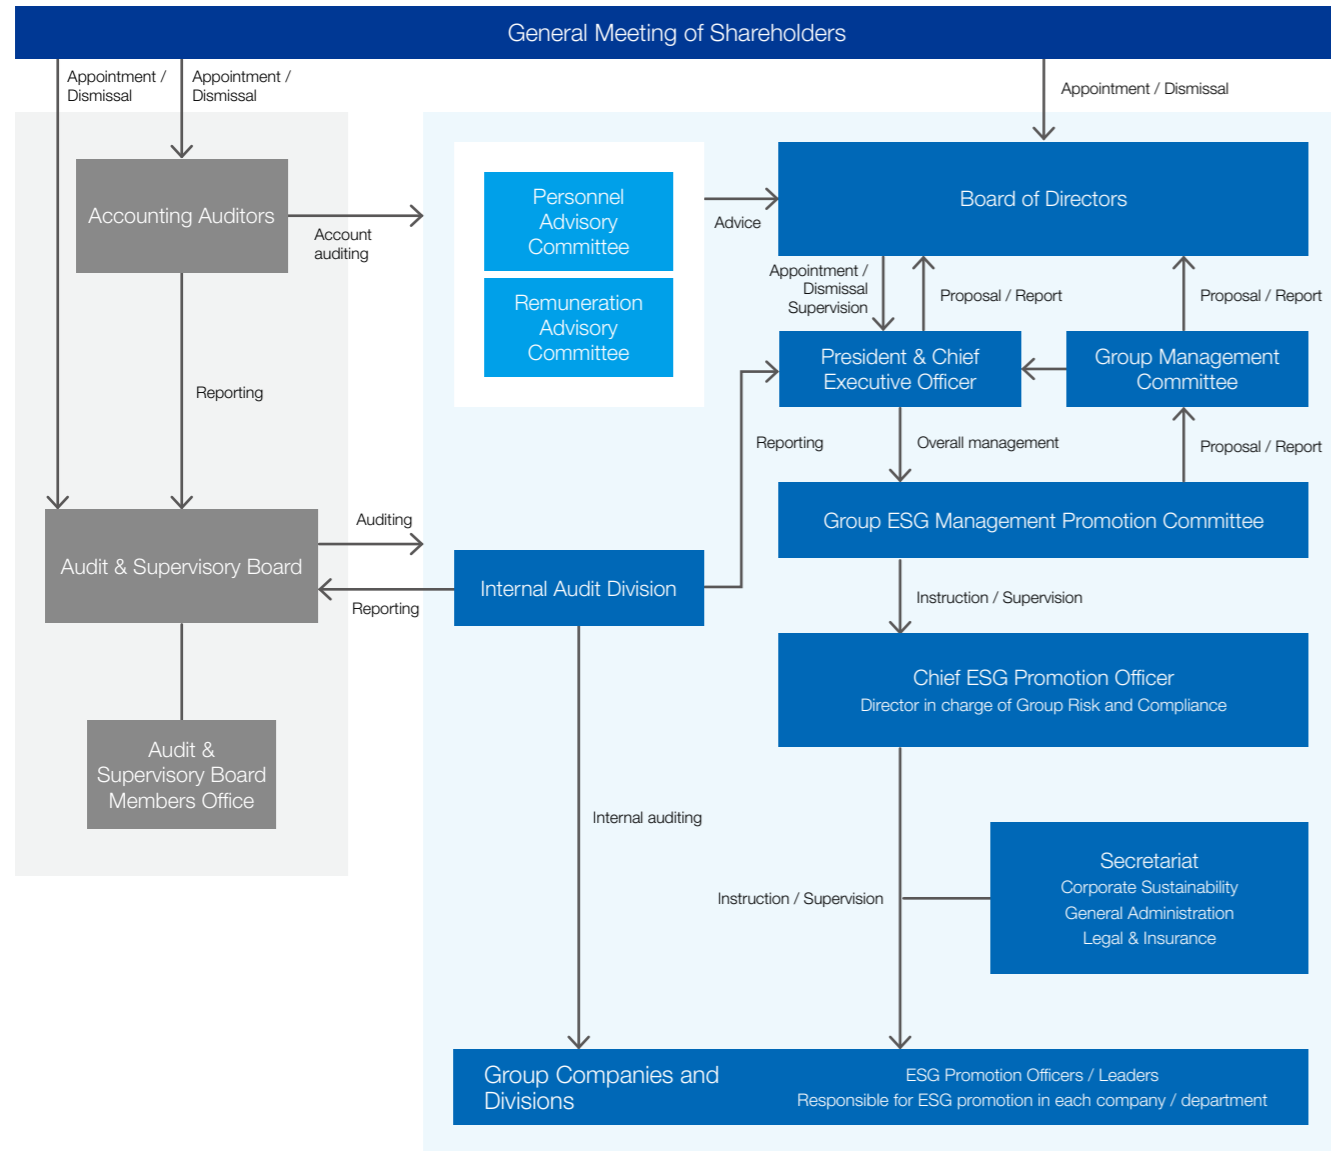 General Meeting of Shareholders
Appointment /
Dismissal
Appointment /
Dismissal
Appointment / Dismissal
Accounting Auditors
Account
auditing
Personnel
Advisory
Committee
Remuneration
Advisory
Committee
Advice
Board of Directors
Appointment /
Dismissal
Supervision
Proposal / Report
Proposal / Report
President & Chief
Executive Officer
Group Management
Committee
Reporting
Reporting
Overall management
Proposal / Report
Group ESG Management Promotion Committee
Auditing
Audit & Supervisory Board
Reporting
Internal Audit Division
Instruction / Supervision
Chief ESG Promotion Officer
Director in charge of Group Risk and Compliance
Audit &
Supervisory Board
Members Office
Internal auditing
Instruction / Supervision
Secretariat
Corporate Sustainability
General Administration
Legal & Insurance
Group Companies and
Divisions
ESG Promotion Officers / Leaders
Responsible for ESG promotion in each company / department